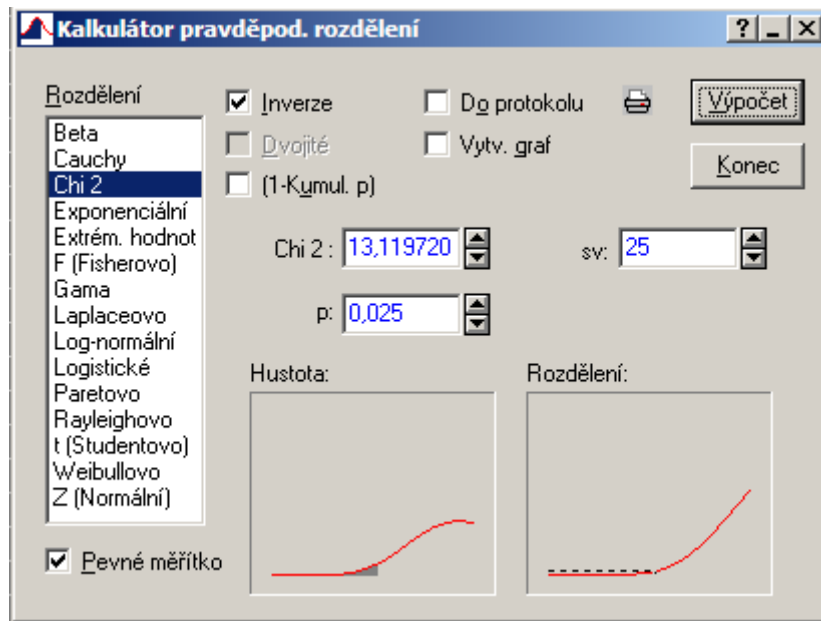 Kalkulátor pravděpod. rozdělení
Rozdělení
Beta
Cauchy
Chi 2
Exponenciální
Extrém. hodnot
F (Fisherovo)
Gama
Laplaceovo
Log-normální
Logistické
Paretovo
Rayleighovo
t (Studentovo)
Weibullovo
Z (Normální)
Pevné měřítko
Inverze
Dvojité
(1-Kumul. p)
Do protokolu
Vytv. graf
Výpočet
Konec
Chi 2 : 13,119720
sv: 25
p: 0,025
Hustota:
Rozdělení: